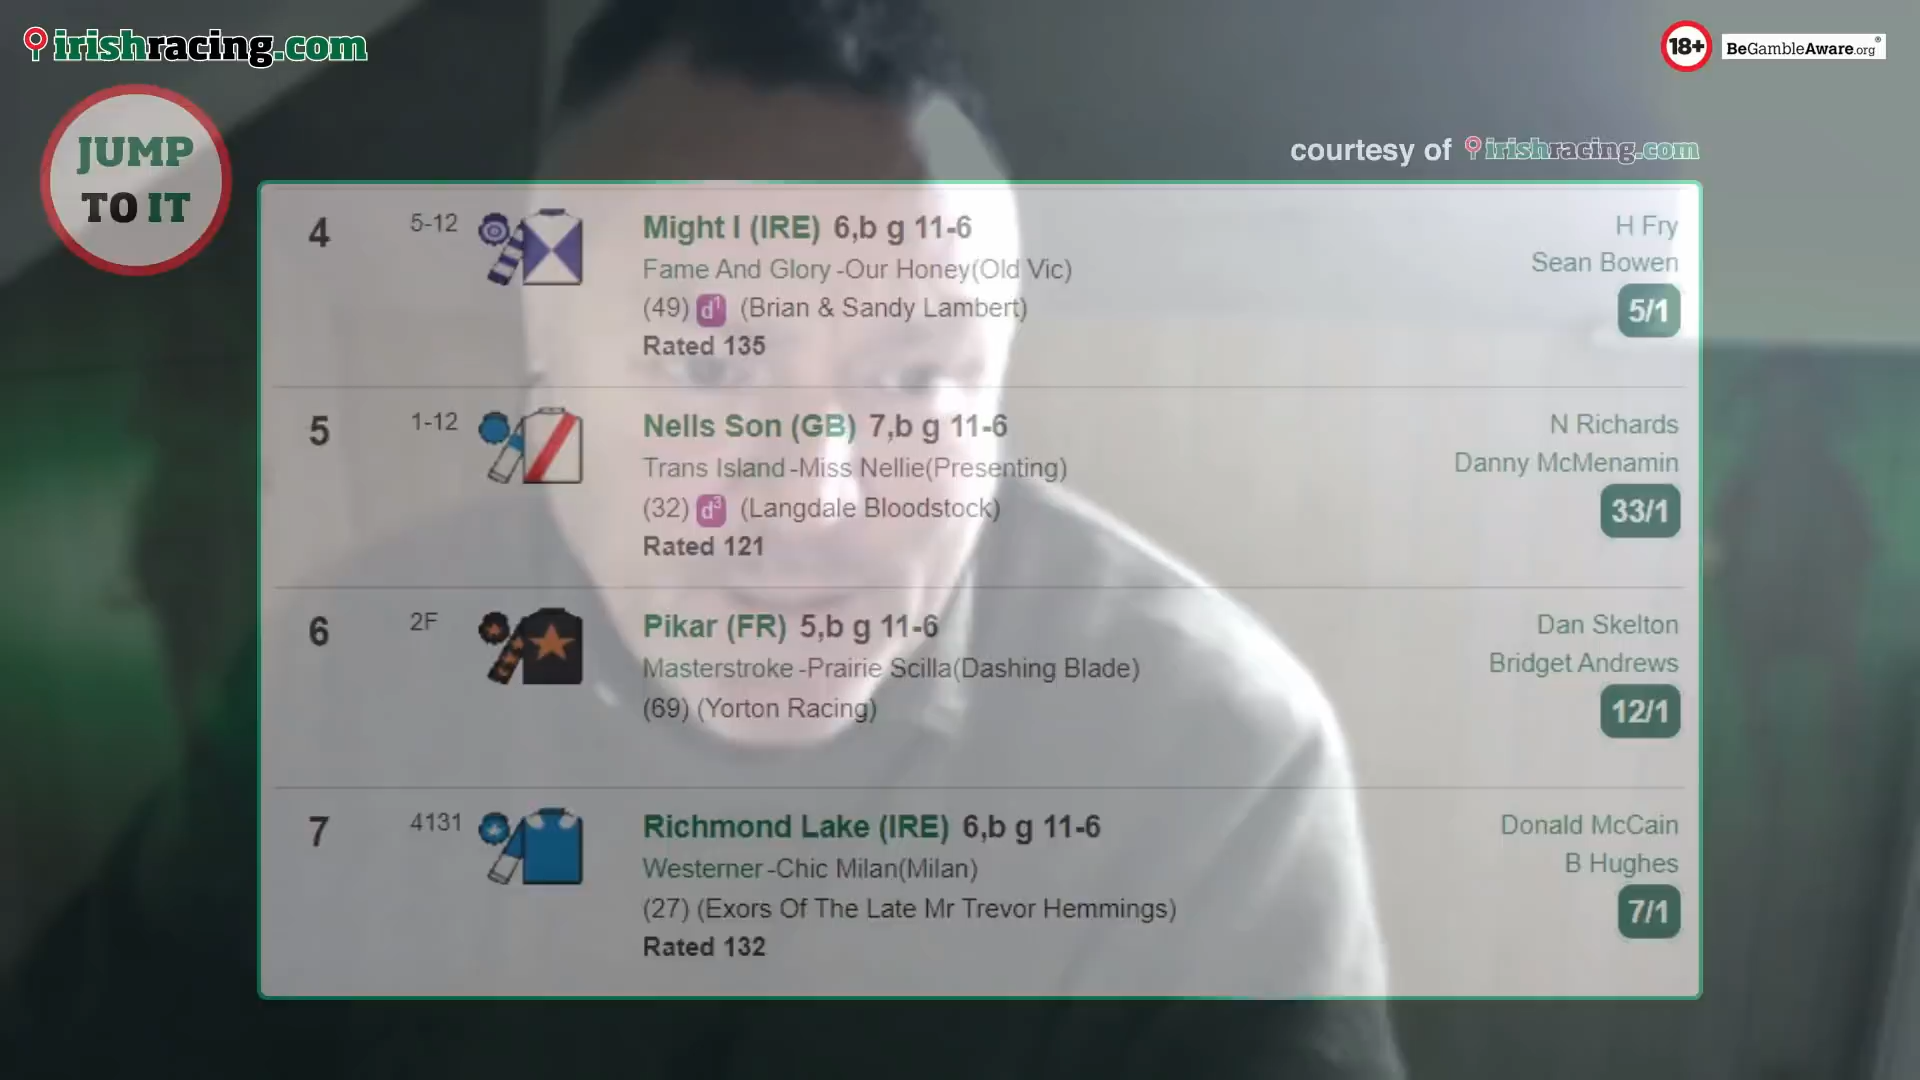 irishracing.com
18+ BeGambleAware.org®
JUMP
TO IT
courtesy of irishracing.com
4 5-12 Might I (IRE) 6,b g 11-6 H Fry
Fame And Glory -Our Honey(Old Vic) Sean Bowen
(49) d1 (Brian & Sandy Lambert) 5/1
Rated 135
5 1-12 Nells Son (GB) 7,b g 11-6 N Richards
Trans Island -Miss Nellie(Presenting) Danny McMenamin
(32) d3 (Langdale Bloodstock) 33/1
Rated 121
6 2F Pikar (FR) 5,b g 11-6 Dan Skelton
Masterstroke -Prairie Scilla(Dashing Blade) Bridget Andrews
(69) (Yorton Racing) 12/1
7 4131 Richmond Lake (IRE) 6,b g 11-6 Donald McCain
Westerner -Chic Milan(Milan) B Hughes
(27) (Exors Of The Late Mr Trevor Hemmings) 7/1
Rated 132